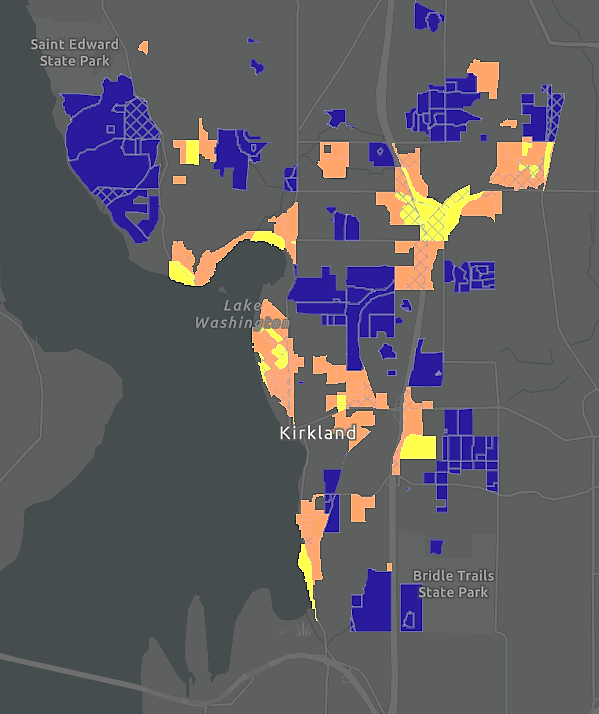 Saint Edward
State Park
Lake
Washington
Kirkland
Bridle Trails
State Park